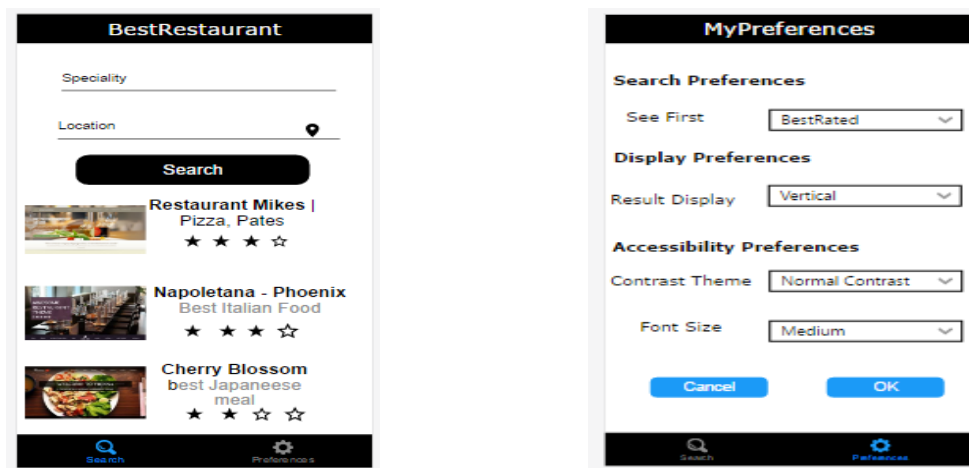 BestRestaurant
Speciality
Location
Search
Restaurant Mikes |
Pizza, Pates
Napoletana - Phoenix
Best Italian Food
Cherry Blossom
best Japaneese
meal
Search
Preferences
MyPreferences
Search Preferences
See First
BestRated
Display Preferences
Result Display
Vertical
Accessibility Preferences
Contrast Theme
Normal Contrast
Font Size
Medium
Cancel
OK
Search
Preferences